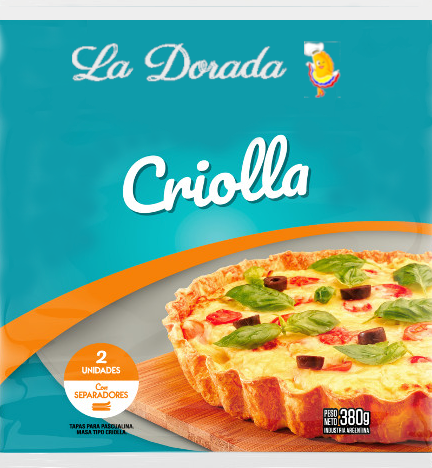 La Dorada
Criolla
2
UNIDADES
Con
SEPARADORES
TAPAS PARA PASCUALINA.
MASA TIPO CRIOLLA.
PESO
NETO 380g
INDUSTRIA ARGENTINA